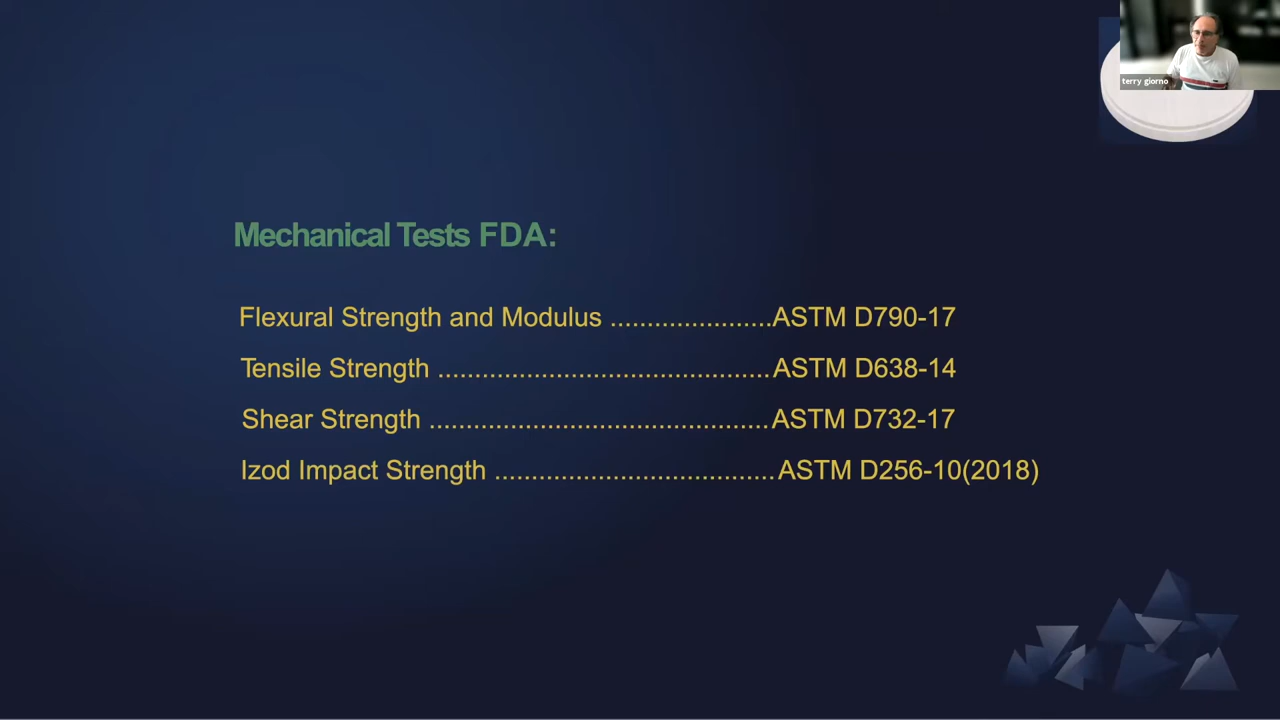 terry giorno
Mechanical Tests FDA:
Flexural Strength and Modulus ......................ASTM D790-17
Tensile Strength .............................................ASTM D638-14
Shear Strength ..............................................ASTM D732-17
Izod Impact Strength ......................................ASTM D256-10(2018)